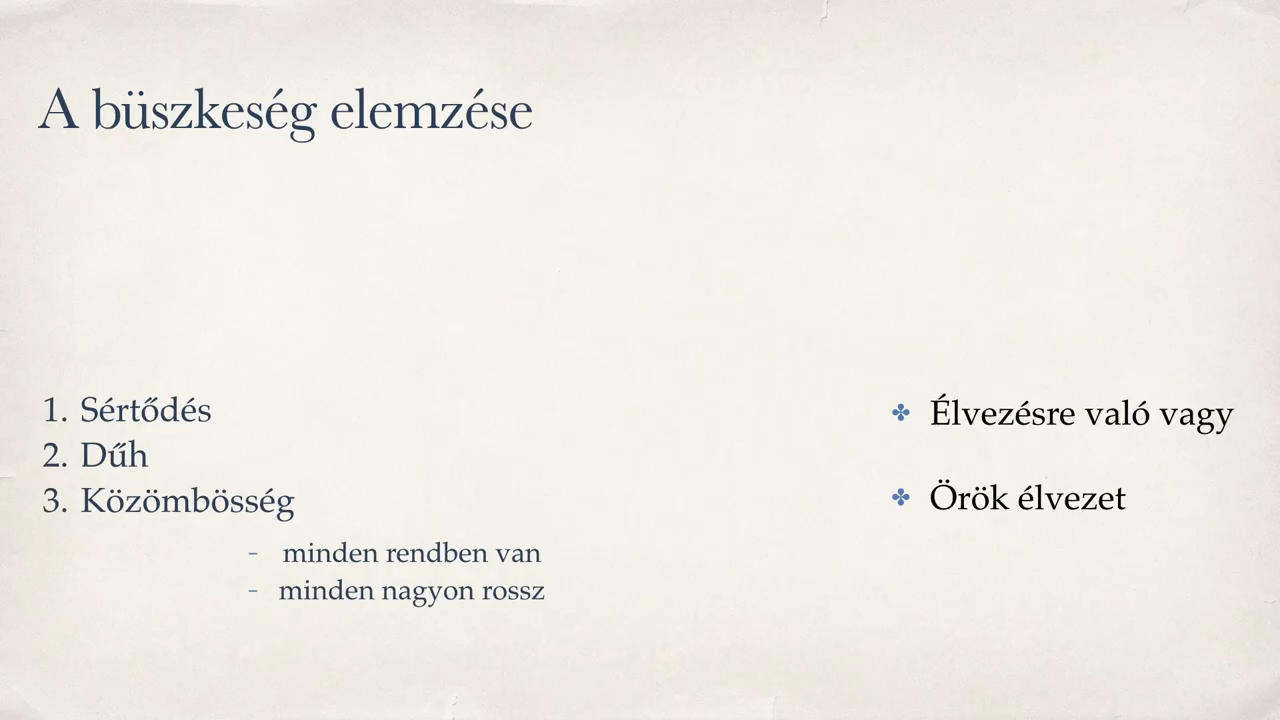 A büszkeség elemzése
1. Sértődés
2. Dűh
3. Közömbösség
- minden rendben van
- minden nagyon rossz
✤ Élvezésre való vagy
✤ Örök élvezet